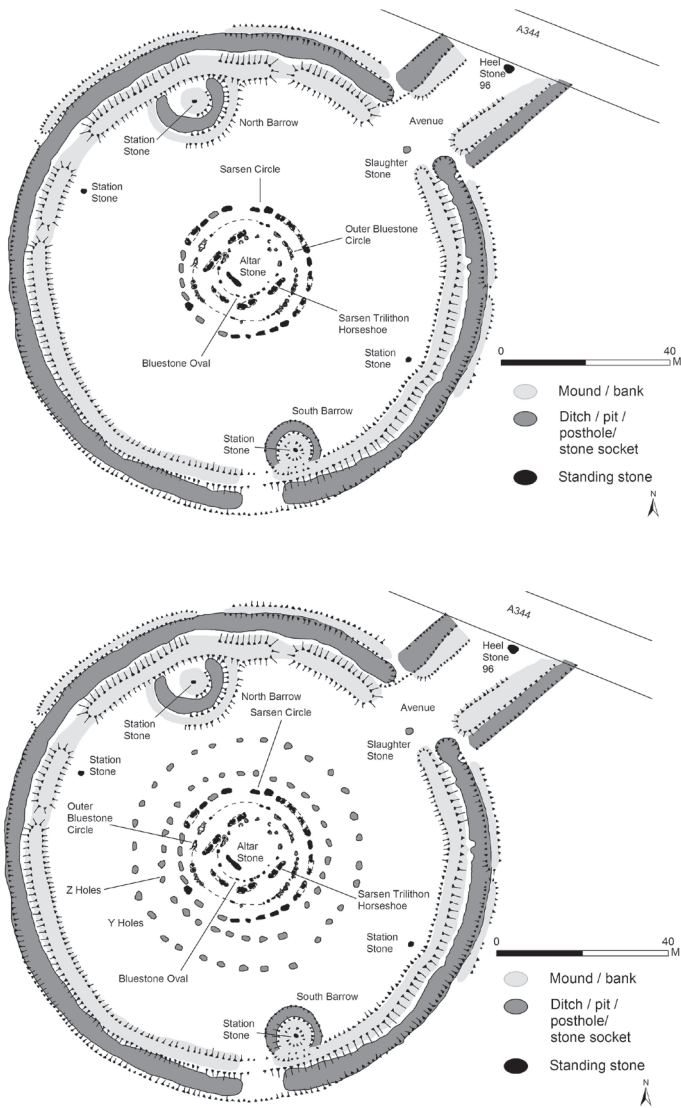 A344
Heel
Stone
96
Avenue
North Barrow
Station
Stone
Slaughter
Stone
Sarsen Circle
Station
Stone
Outer Bluestone
Circle
Altar
Stone
Sarsen Trilithon
Horseshoe
Station
Stone
Bluestone Oval
0 40
M
Mound / bank
South Barrow
Ditch / pit /
posthole/
stone socket
Station
Stone
Standing stone
N
A344
Heel
Stone
96
North Barrow
Avenue
Sarsen Circle
Station
Stone
Slaughter
Stone
Station
Stone
Outer
Bluestone
Circle
Altar
Stone
Z Holes
Sarsen Trilithon
Horseshoe
Y Holes
Station
Stone
0 40
M
Bluestone Oval
Mound / bank
South Barrow
Ditch / pit /
posthole/
stone socket
Station
Stone
Standing stone
N